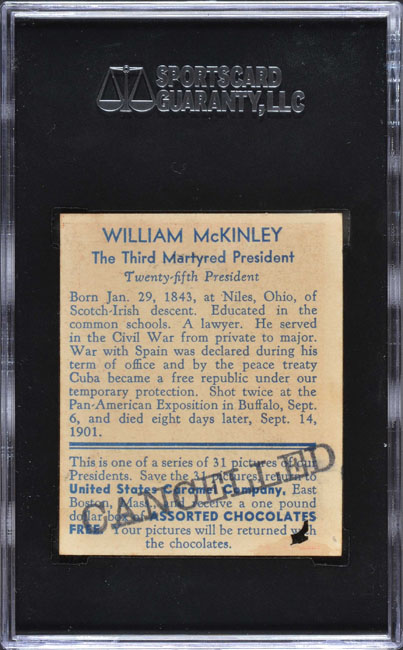 SPORTSCARD
GUARANTY, LLC
WILLIAM McKINLEY
The Third Martyred President
Twenty-fifth President
Born Jan. 29, 1843, at Niles, Ohio, of
Scotch-Irish descent. Educated in the
common schools. A lawyer. He served
in the Civil War from private to major.
War with Spain was declared during his
term of office and by the peace treaty
Cuba became a free republic under our
temporary protection. Shot twice at the
Pan-American Exposition in Buffalo, Sept.
6, and died eight days later, Sept. 14,
1901.
This is one of a series of 31 pictures of our
Presidents. Save the 31 pictures, return to
United States Caramel Company, East
Boston, Mass., and receive a one pound
dollar box of ASSORTED CHOCOLATES
FREE. Your pictures will be returned with
the chocolates.
CANCELLED